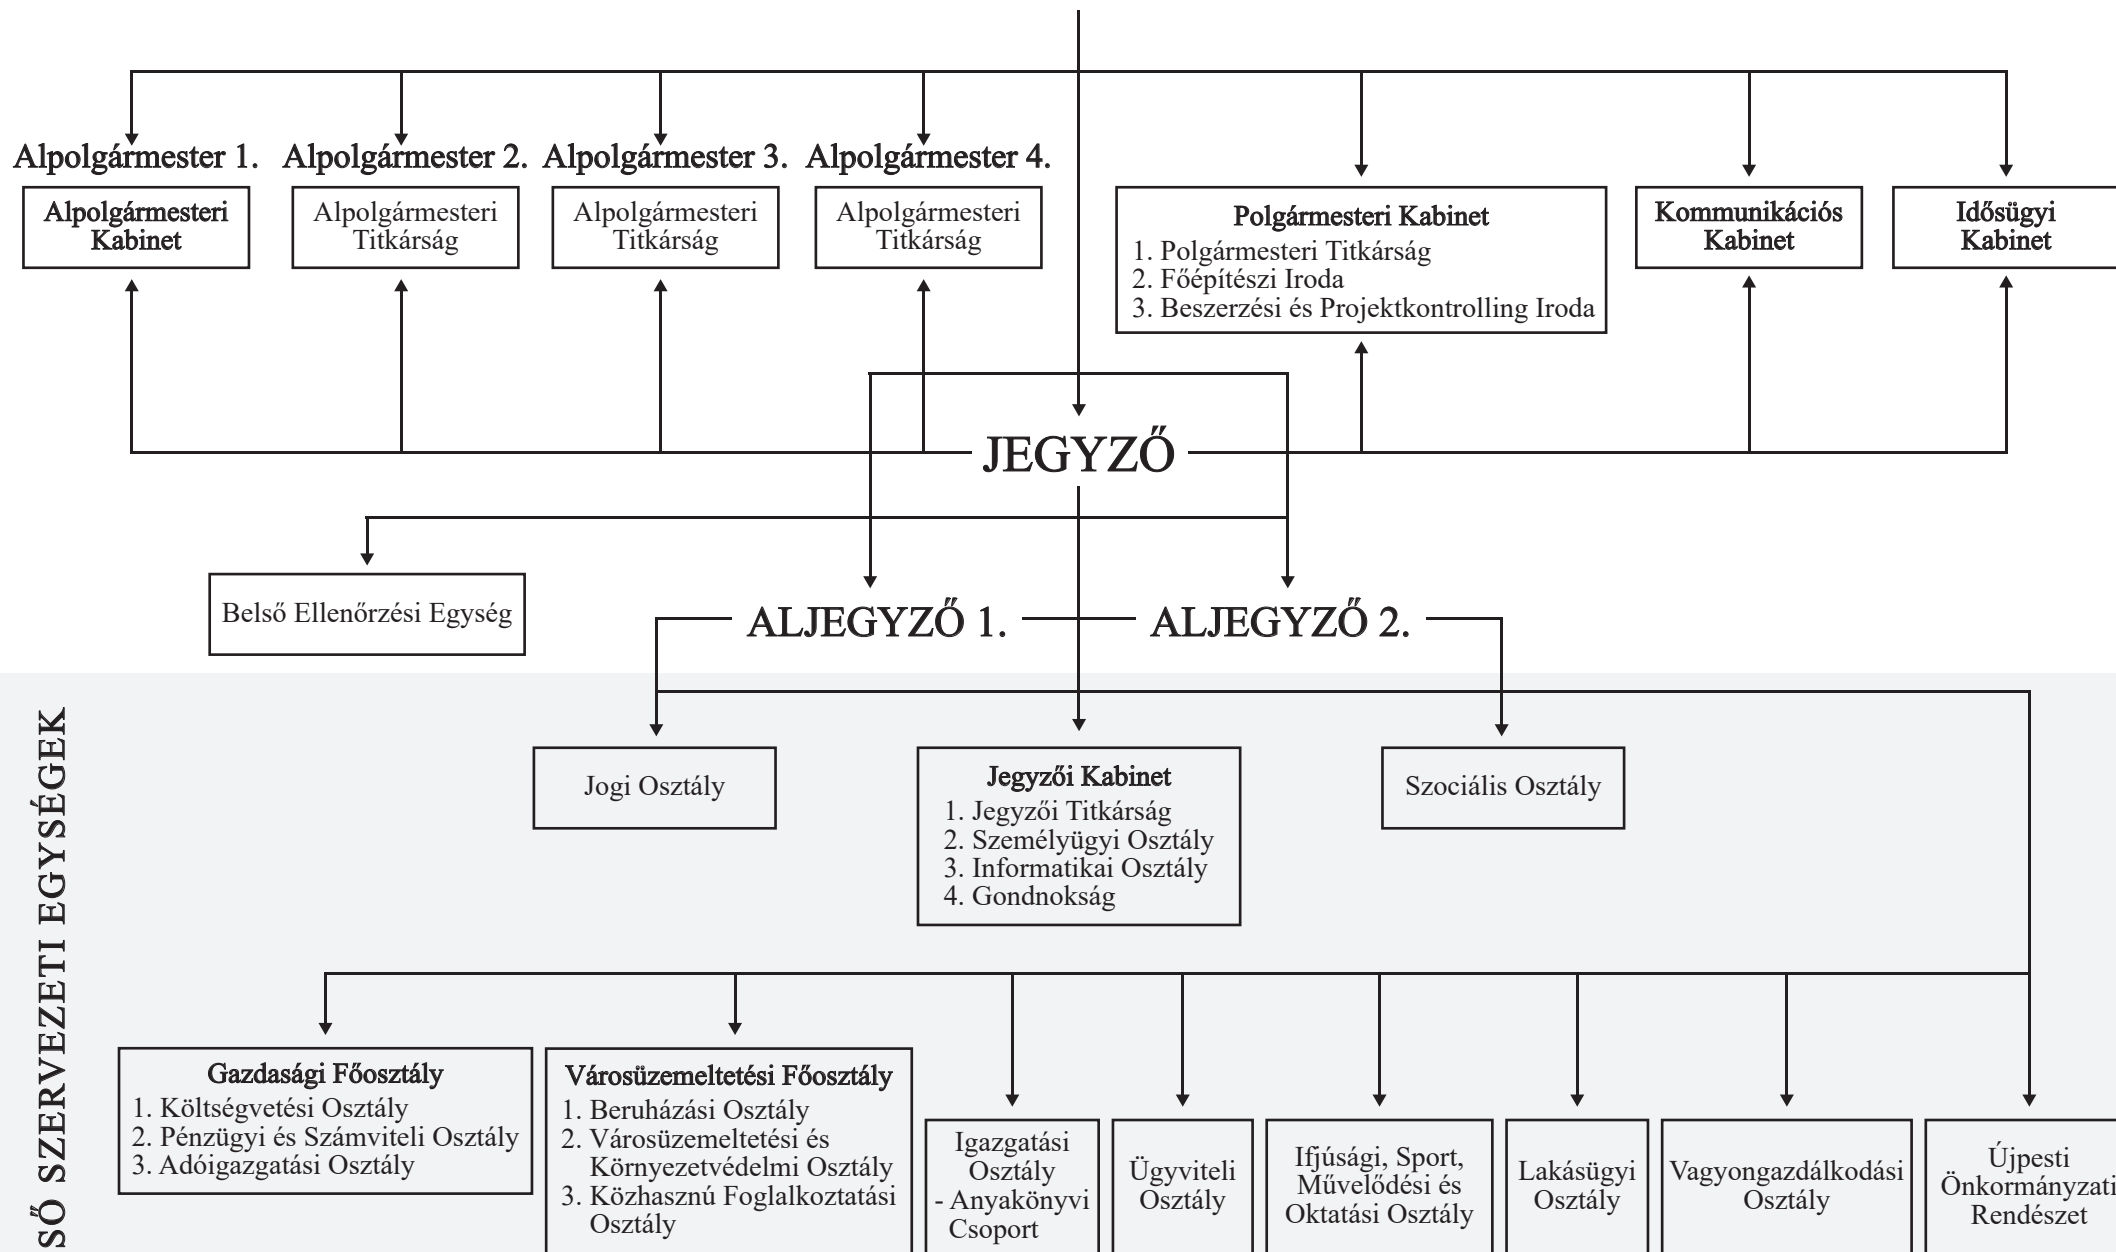 Alpolgármester 1.
Alpolgármester 2.
Alpolgármester 3.
Alpolgármester 4.
Alpolgármesteri
Kabinet
Alpolgármesteri
Titkárság
Alpolgármesteri
Titkárság
Alpolgármesteri
Titkárság
Polgármesteri Kabinet
1. Polgármesteri Titkárság
2. Főépítészi Iroda
3. Beszerzési és Projektkontrolling Iroda
Kommunikációs
Kabinet
Idősügyi
Kabinet
JEGYZŐ
Belső Ellenőrzési Egység
ALJEGYZŐ 1.
ALJEGYZŐ 2.
SŐ SZERVEZETI EGYSÉGEK
Jogi Osztály
Jegyzői Kabinet
1. Jegyzői Titkárság
2. Személyügyi Osztály
3. Informatikai Osztály
4. Gondnokság
Szociális Osztály
Gazdasági Főosztály
1. Költségvetési Osztály
2. Pénzügyi és Számviteli Osztály
3. Adóigazgatási Osztály
Városüzemeltetési Főosztály
1. Beruházási Osztály
2. Városüzemeltetési és
Környezetvédelmi Osztály
3. Közhasznú Foglalkoztatási
Osztály
Igazgatási
Osztály
- Anyakönyvi
Csoport
Ügyviteli
Osztály
Ifjúsági, Sport,
Művelődési és
Oktatási Osztály
Lakásügyi
Osztály
Vagyongazdálkodási
Osztály
Újpesti
Önkormányzati
Rendészet